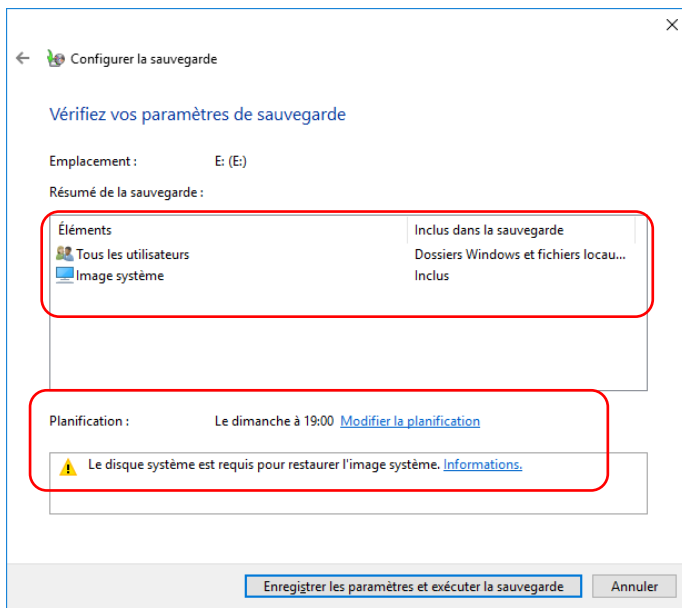 Configurer la sauvegarde
Vérifiez vos paramètres de sauvegarde
Emplacement : E: (E:)
Résumé de la sauvegarde :
Éléments Inclus dans la sauvegarde
Tous les utilisateurs Dossiers Windows et fichiers locau...
Image système Inclus
Planification : Le dimanche à 19:00 Modifier la planification
Le disque système est requis pour restaurer l'image système. Informations.
Enregistrer les paramètres et exécuter la sauvegarde Annuler